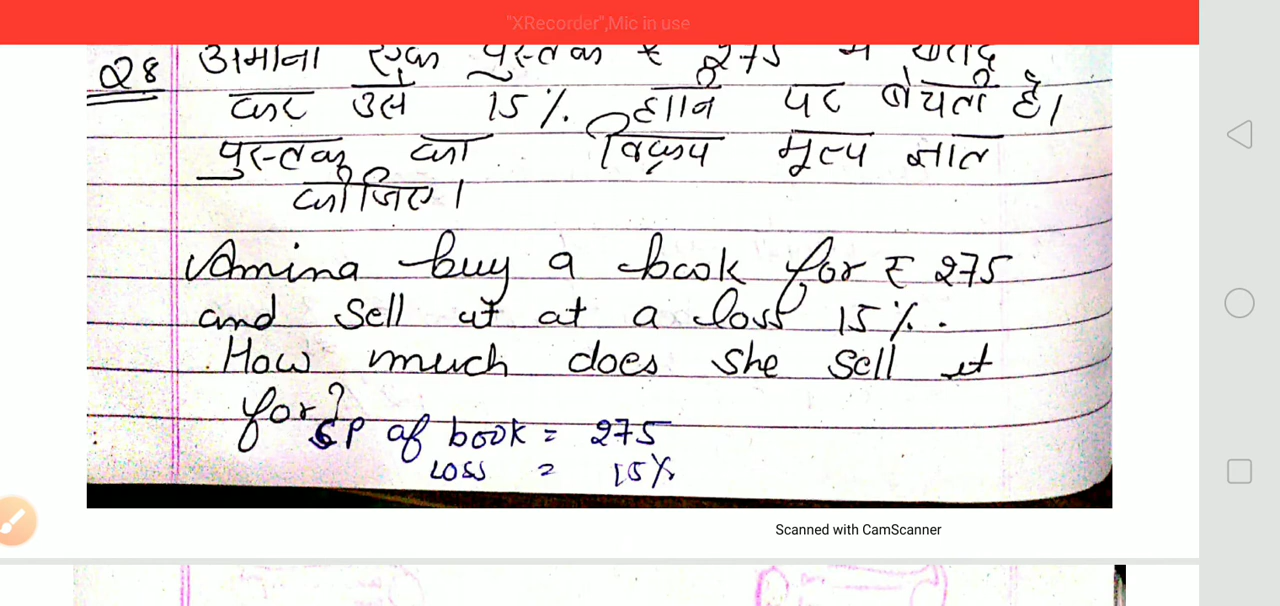 "XRecorder",Mic in use
Q8 अमीना एक पुस्तक ₹ 275 में खरीद
कर उसे 15 %. हानि पर बेचती है।
पुस्तक का विक्रय मूल्य ज्ञात
कीजिए।
Amina buy a book for ₹ 275
and sell it at a loss 15 %.
How much does she sell it
for?
CP of book = 275
Loss = 15%
Scanned with CamScanner